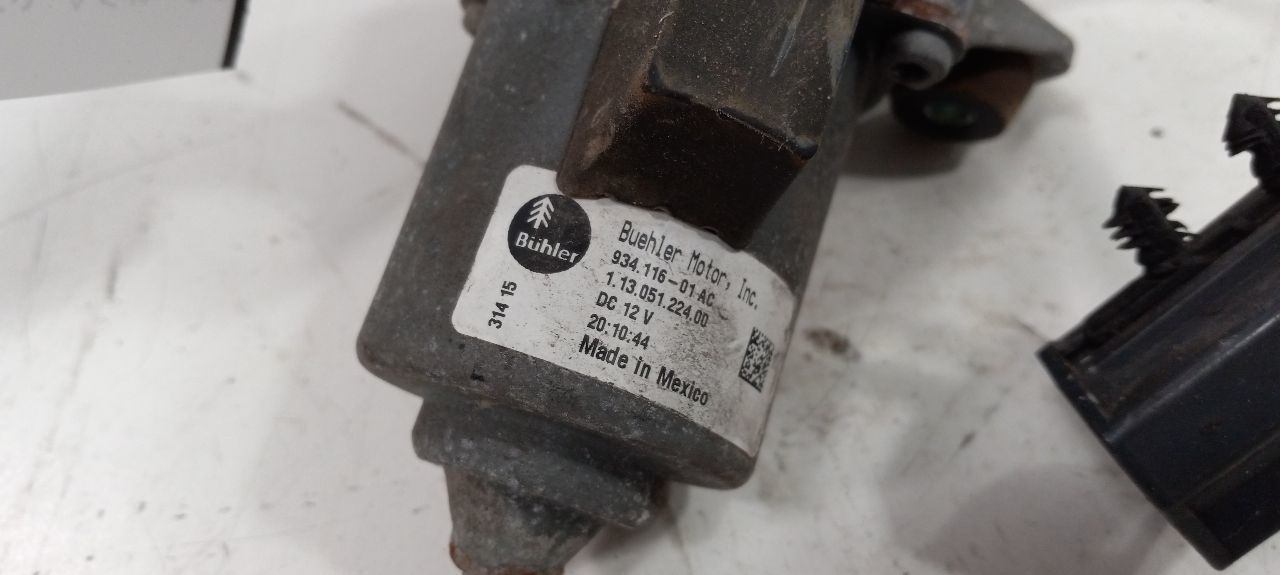 Bühler
Buehler Motor, Inc.
934.116-01 AC
1.13.051.224.00
DC 12 V
20:10:44
Made in Mexico
314 15